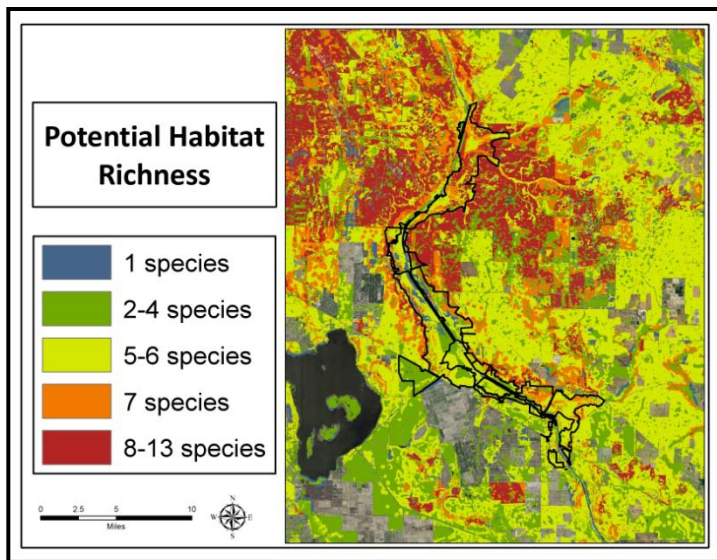 Potential Habitat
Richness
1 species
2-4 species
5-6 species
7 species
8-13 species
0 2.5 5 10
Miles
N
W E
S